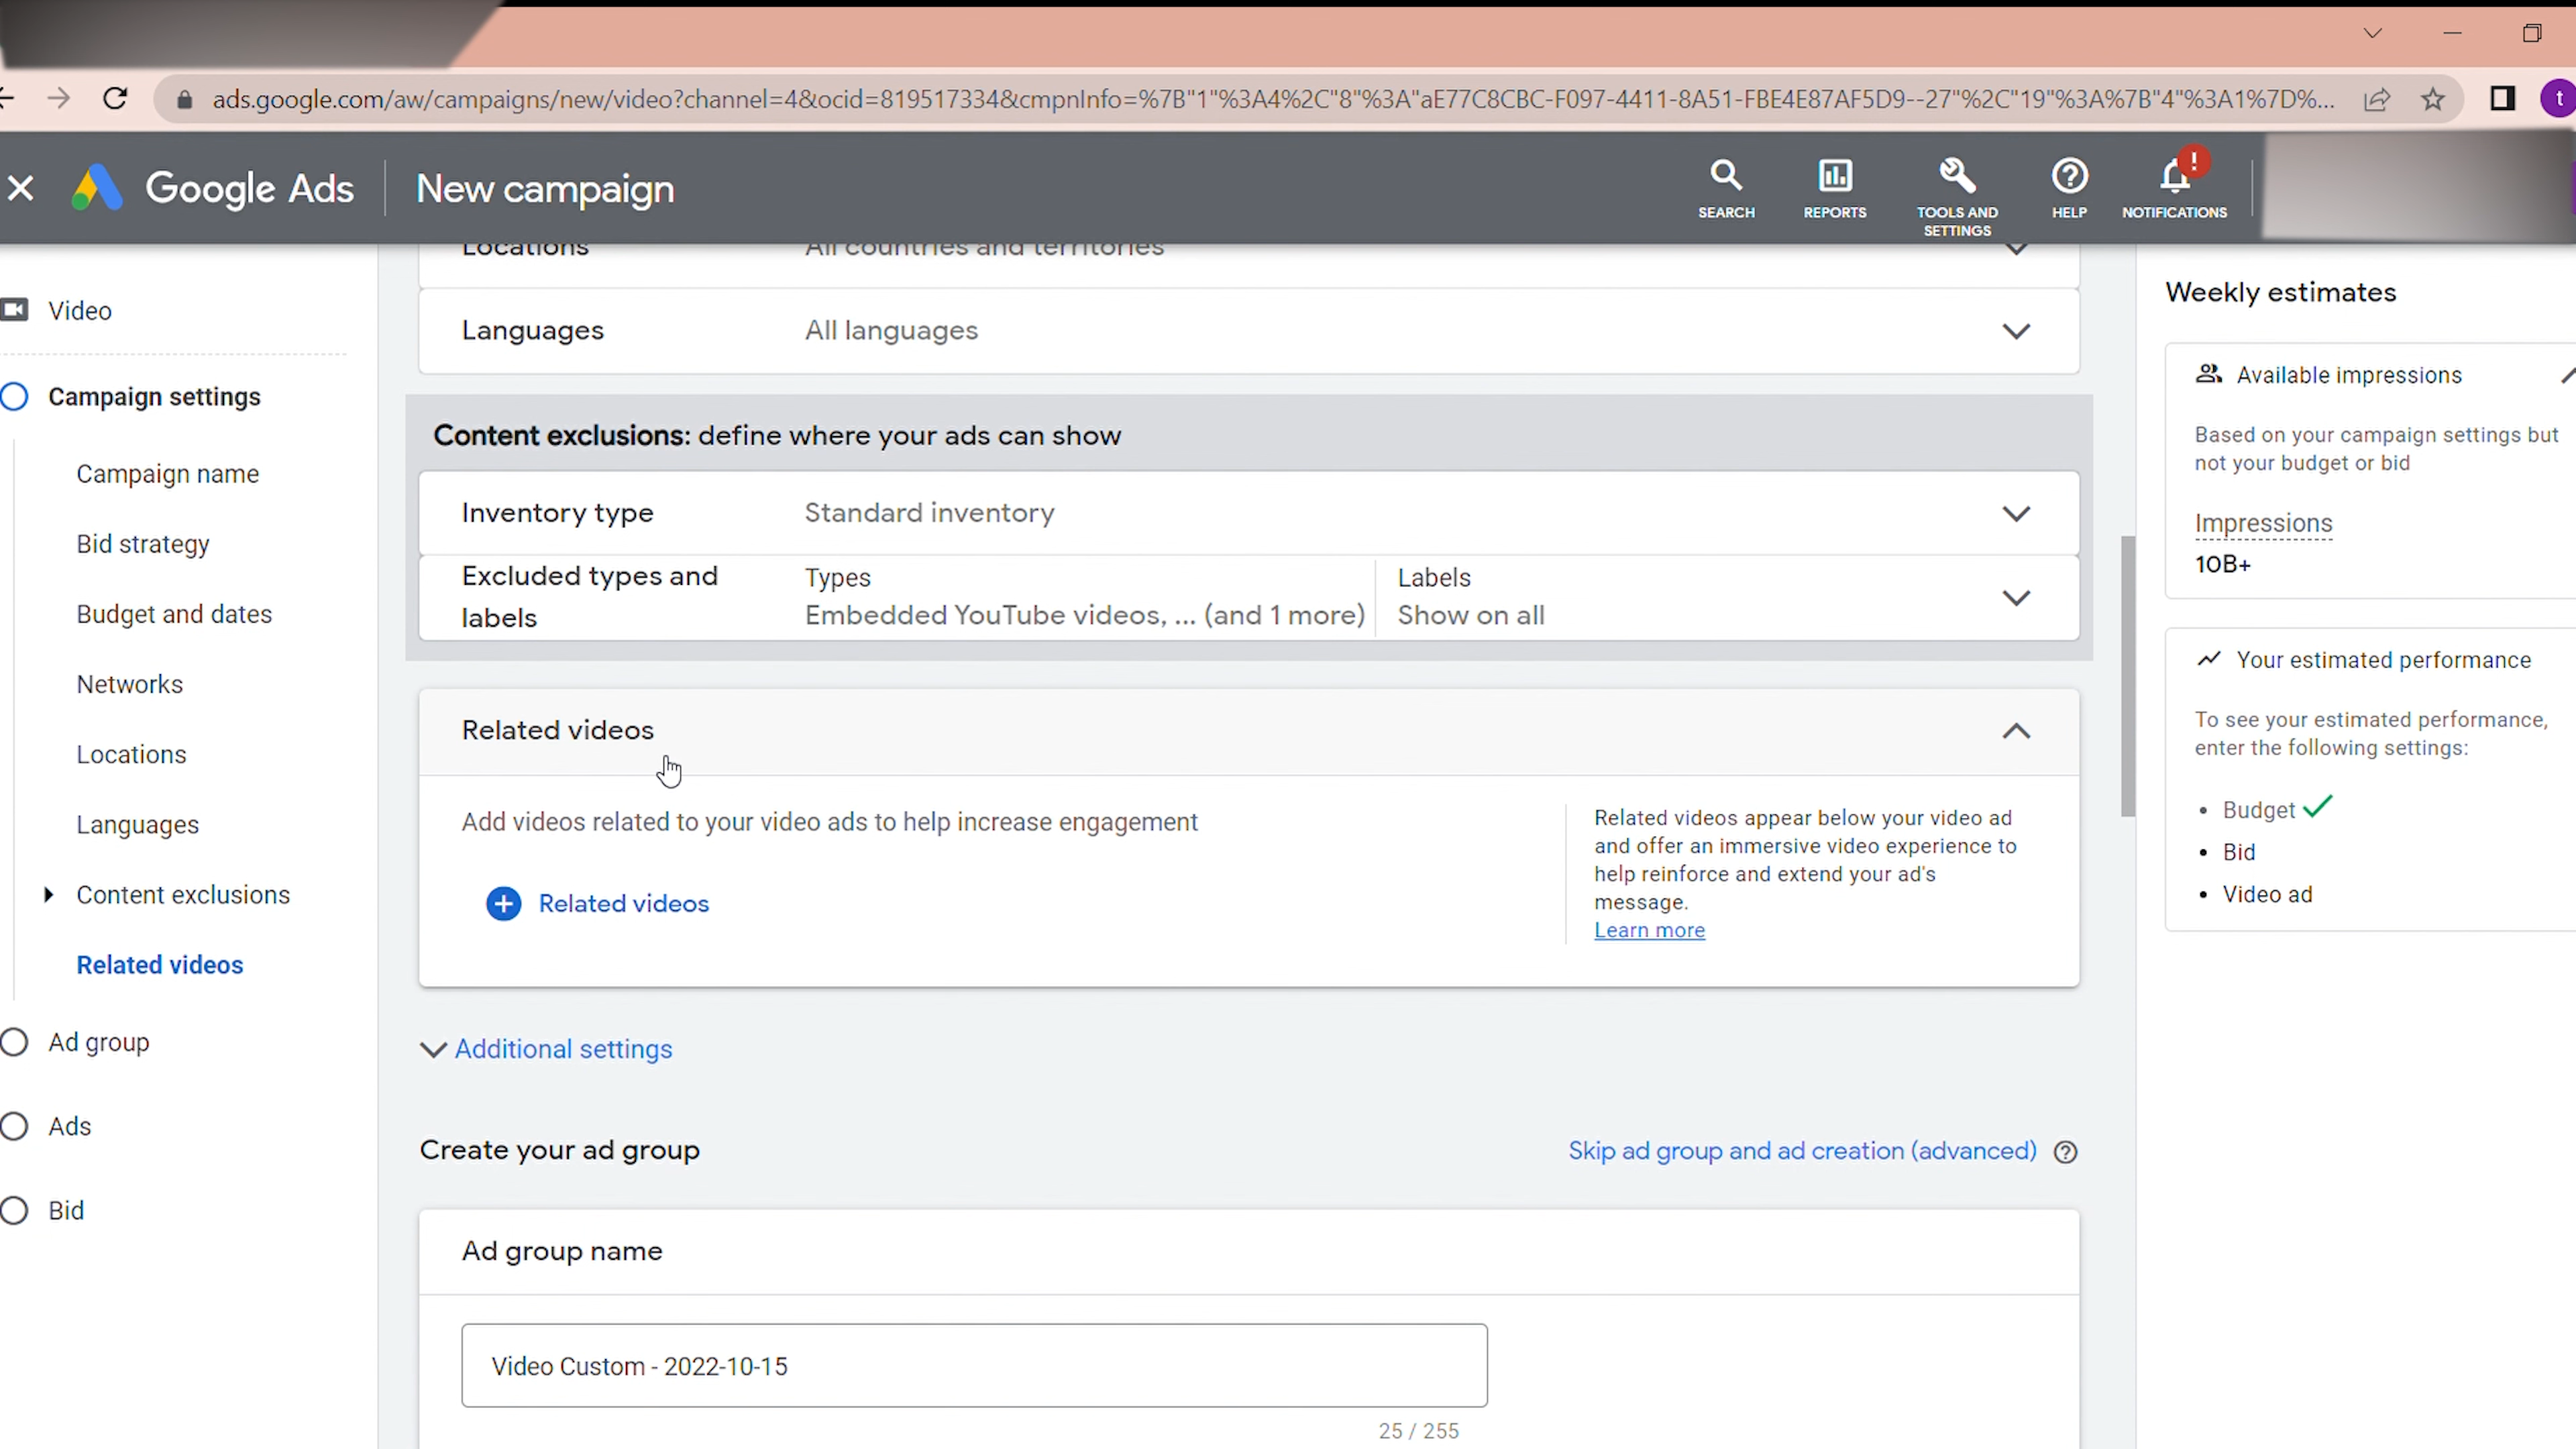 ads.google.com/aw/campaigns/new/video?channel=4&ocid=819517334&cmpnInfo=%7B"1"%3A4%2C"8"%3A"aE77C8CBC-F097-4411-8A51-FBE4E87AF5D9--27"%2C"19"%3A%7B"4"%3A1%7D%...
t
Google Ads
New campaign
SEARCH
REPORTS
TOOLS AND
SETTINGS
HELP
!
NOTIFICATIONS
Video
Campaign settings
Campaign name
Bid strategy
Budget and dates
Networks
Locations
Languages
Content exclusions
Related videos
Ad group
Ads
Bid
Locations All countries and territories
Languages All languages
Content exclusions: define where your ads can show
Inventory type Standard inventory
Excluded types and
labels
Types
Embedded YouTube videos, ... (and 1 more)
Labels
Show on all
Related videos
Add videos related to your video ads to help increase engagement
Related videos
Related videos appear below your video ad
and offer an immersive video experience to
help reinforce and extend your ad's
message.
Learn more
Additional settings
Create your ad group
Skip ad group and ad creation (advanced)
Ad group name
Video Custom - 2022-10-15
25 / 255
Weekly estimates
Available impressions
Based on your campaign settings but
not your budget or bid
Impressions
10B+
Your estimated performance
To see your estimated performance,
enter the following settings:
• Budget
• Bid
• Video ad